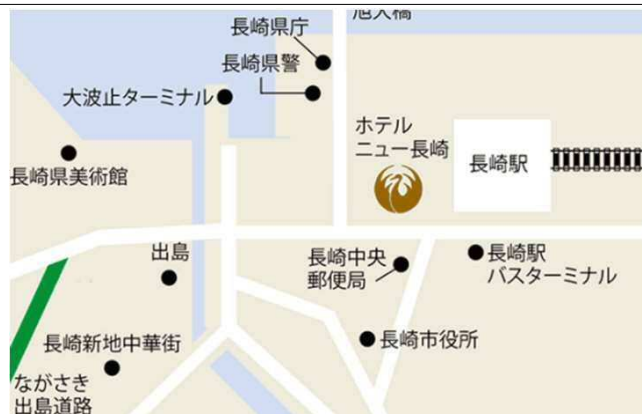 旭大橋
長崎県庁
長崎県警
大波止ターミナル
ホテル
ニュー長崎
長崎駅
長崎県美術館
出島
長崎中央
郵便局
長崎駅
バスターミナル
長崎新地中華街
長崎市役所
ながさき
出島道路